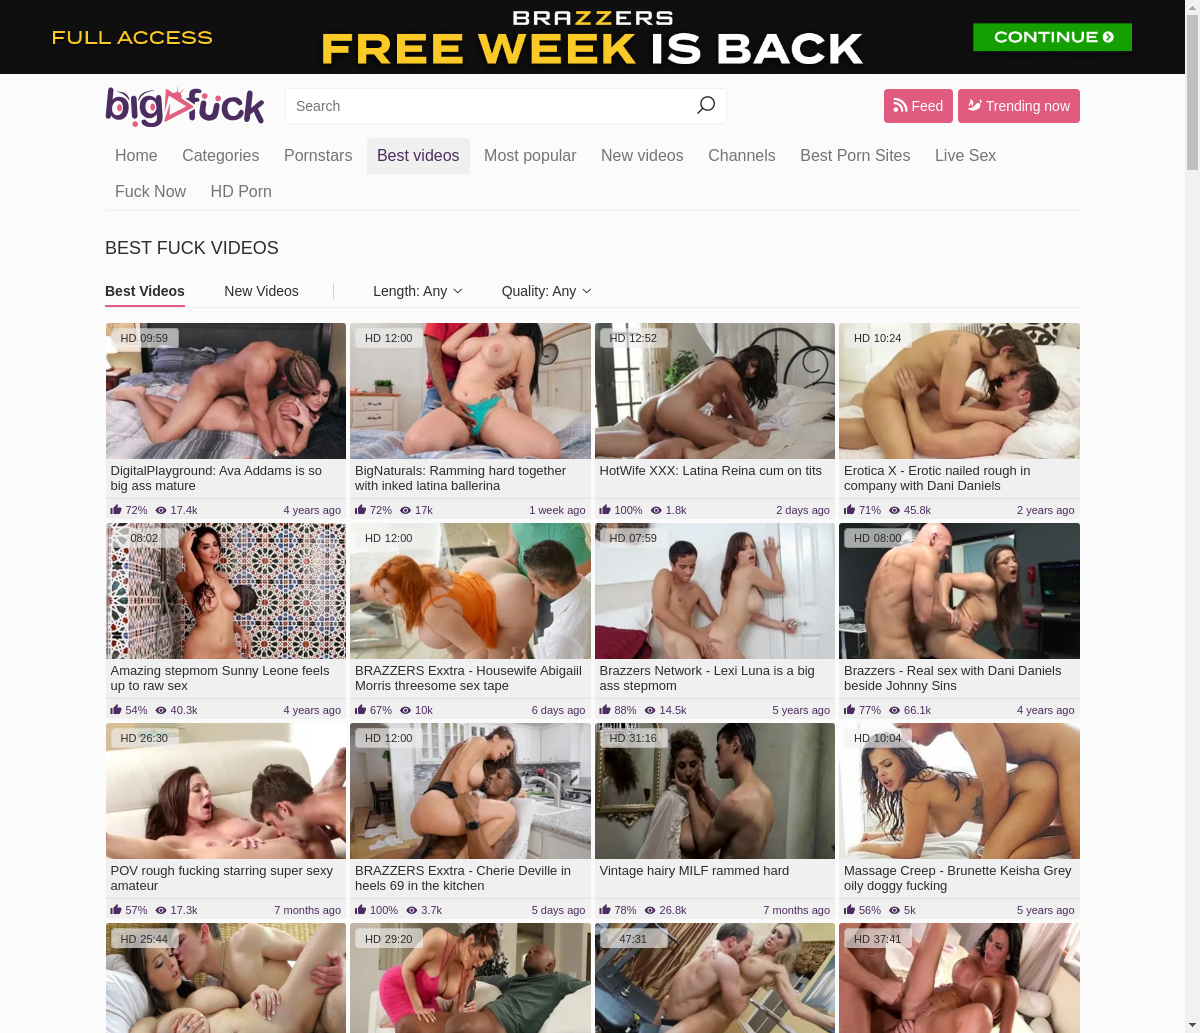 FULL ACCESS
BRAZZERS
FREE WEEK IS BACK
CONTINUE
big fuck
Search
Feed
Trending now
Home Categories Pornstars Best videos Most popular New videos Channels Best Porn Sites Live Sex
Fuck Now HD Porn
BEST FUCK VIDEOS
Best Videos New Videos Length: Any Quality: Any
HD 09:59
HD 12:00
HD 12:52
HD 10:24
DigitalPlayground: Ava Addams is so
big ass mature
72% 17.4k 4 years ago
BigNaturals: Ramming hard together
with inked latina ballerina
72% 17k 1 week ago
HotWife XXX: Latina Reina cum on tits
100% 1.8k 2 days ago
Erotica X - Erotic nailed rough in
company with Dani Daniels
71% 45.8k 2 years ago
08:02
HD 12:00
HD 07:59
HD 08:00
Amazing stepmom Sunny Leone feels
up to raw sex
54% 40.3k 4 years ago
BRAZZERS Exxtra - Housewife Abigaiil
Morris threesome sex tape
67% 10k 6 days ago
Brazzers Network - Lexi Luna is a big
ass stepmom
88% 14.5k 5 years ago
Brazzers - Real sex with Dani Daniels
beside Johnny Sins
77% 66.1k 4 years ago
HD 26:30
HD 12:00
HD 31:16
HD 10:04
POV rough fucking starring super sexy
amateur
57% 17.3k 7 months ago
BRAZZERS Exxtra - Cherie Deville in
heels 69 in the kitchen
100% 3.7k 5 days ago
Vintage hairy MILF rammed hard
78% 26.8k 7 months ago
Massage Creep - Brunette Keisha Grey
oily doggy fucking
56% 5k 5 years ago
HD 25:44
HD 29:20
47:31
HD 37:41